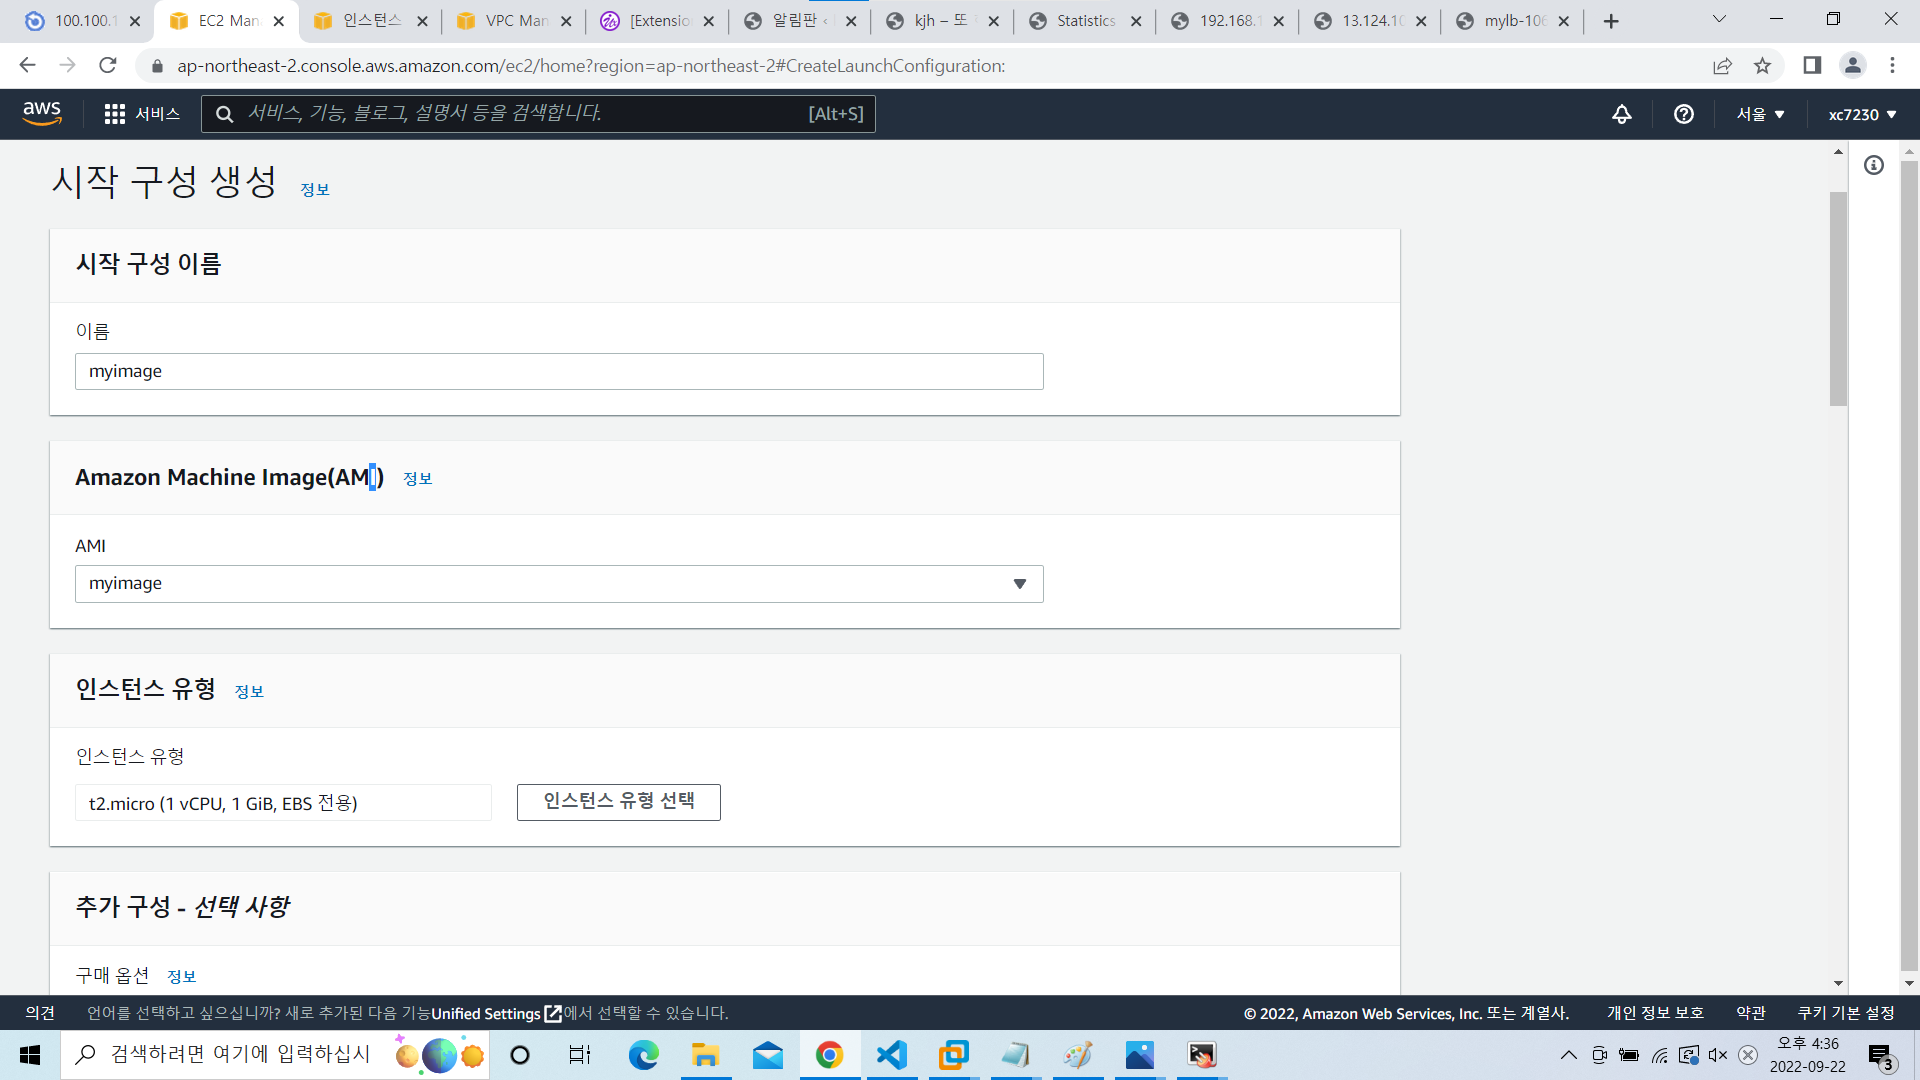 100.100.1
EC2 Man
인스턴스
VPC Man
[Extensio
알림판 ‹
kjh – 또
Statistics
192.168.1
13.124.10
mylb-106
ap-northeast-2.console.aws.amazon.com/ec2/home?region=ap-northeast-2#CreateLaunchConfiguration:
aws
서비스
서비스, 기능, 블로그, 설명서 등을 검색합니다.
[Alt+S]
서울
xc7230
시작 구성 생성
정보
시작 구성 이름
이름
myimage
Amazon Machine Image(AMI)
정보
AMI
myimage
인스턴스 유형
정보
인스턴스 유형
t2.micro (1 vCPU, 1 GiB, EBS 전용)
인스턴스 유형 선택
추가 구성 - 선택 사항
구매 옵션
정보
의견
언어를 선택하고 싶으십니까? 새로 추가된 다음 기능Unified Settings에서 선택할 수 있습니다.
© 2022, Amazon Web Services, Inc. 또는 계열사.
개인 정보 보호
약관
쿠키 기본 설정
검색하려면 여기에 입력하십시
오후 4:36
2022-09-22
3